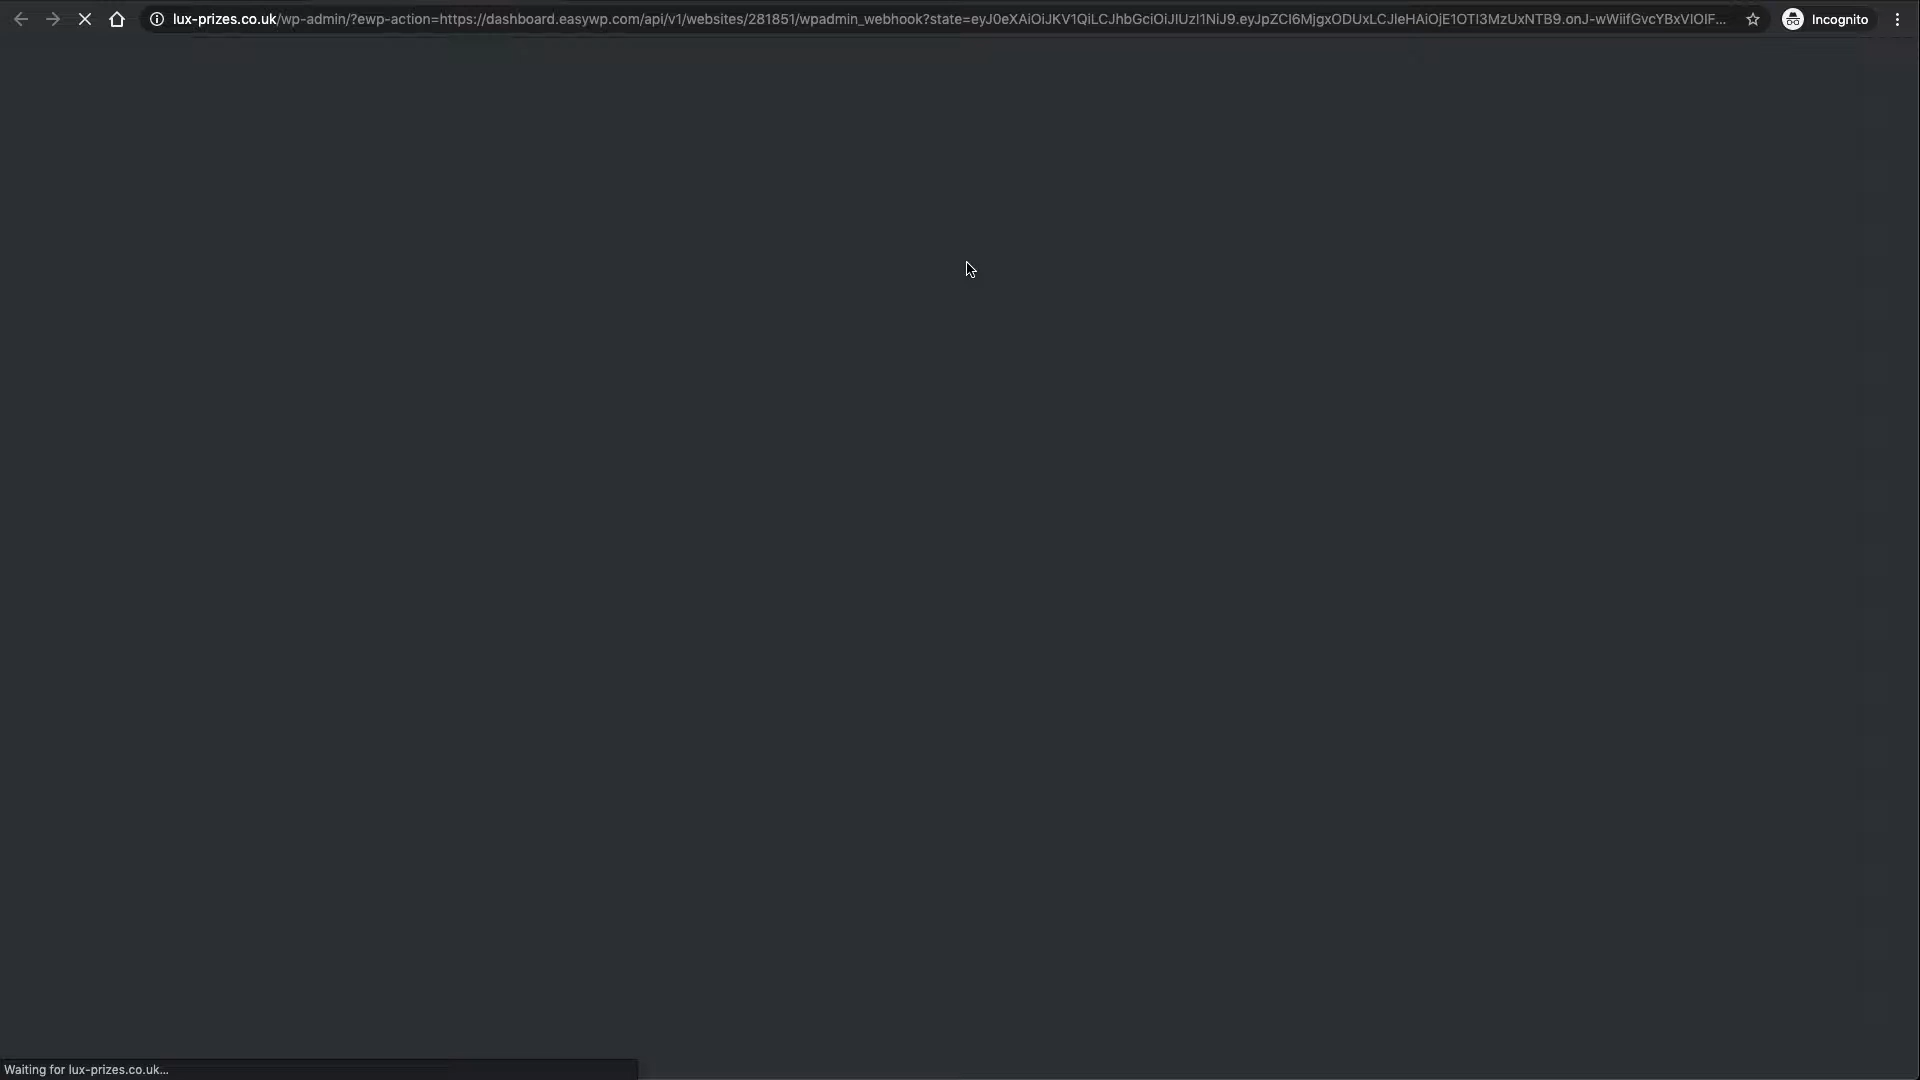 lux-prizes.co.uk/wp-admin/?ewp-action=https://dashboard.easywp.com/api/v1/websites/281851/wpadmin_webhook?state=eyJ0eXAiOiJKV1QiLCJhbGciOiJIUzI1NiJ9.eyJpZCI6MjgxODUxLCJleHAiOjE1OTI3MzUxNTB9.onJ-wWiifGvcYBxVIOIF...
Incognito
Waiting for lux-prizes.co.uk...